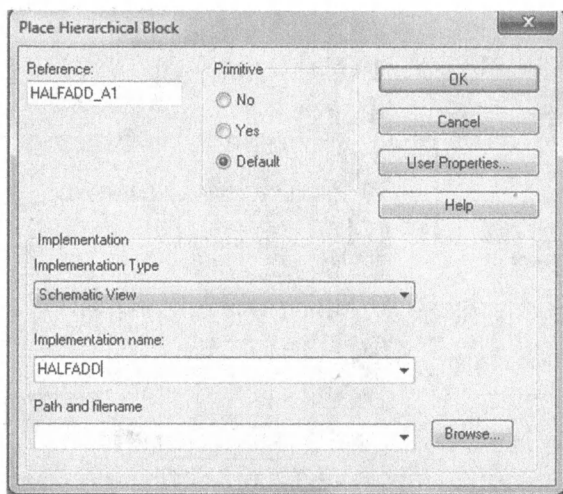 Place Hierarchical Block
Reference:
HALFADD_A1
Primitive
No
Yes
Default
OK
Cancel
User Properties...
Help
Implementation
Implementation Type
Schematic View
Implementation name:
HALFADD
Path and filename
Browse...